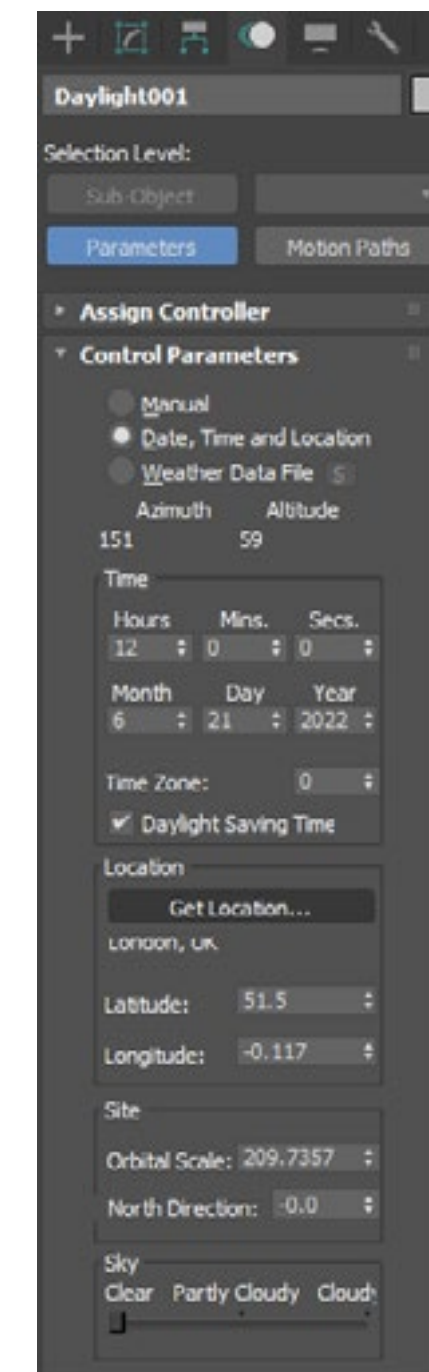 Daylight001
Selection Level:
Sub-Object
Parameters Motion Paths
Assign Controller
Control Parameters
Manual
Date, Time and Location
Weather Data File S
Azimuth Altitude
151 59
Time
Hours Mins. Secs.
12 0 0
Month Day Year
6 21 2022
Time Zone: 0
Daylight Saving Time
Location
Get Location...
London, UK
Latitude: 51.5
Longitude: -0.117
Site
Orbital Scale: 209.7357
North Direction: -0.0
Sky
Clear Partly Cloudy Cloudy